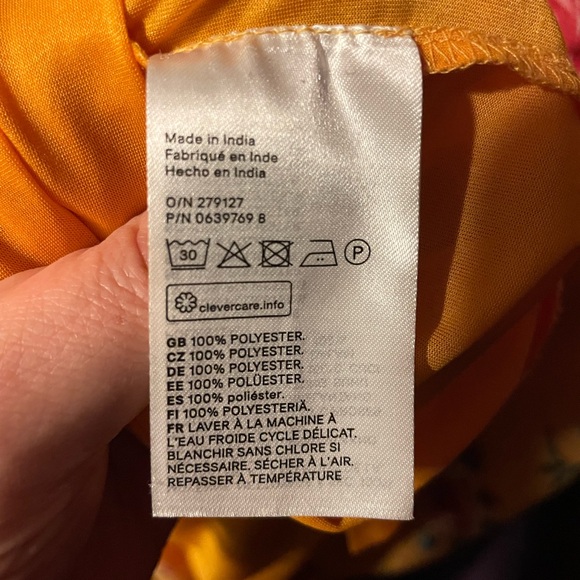 Made in India
Fabriqué en Inde
Hecho en India
O/N 279127
P/N 0639769 8
30 P
clevercare.info
GB 100% POLYESTER.
CZ 100% POLYESTER.
DE 100% POLYESTER.
EE 100% POLÜESTER.
ES 100% poliéster.
FI 100% POLYESTERIÄ.
FR LAVER À LA MACHINE À
L'EAU FROIDE CYCLE DÉLICAT.
BLANCHIR SANS CHLORE SI
NÉCESSAIRE. SÉCHER À L'AIR.
REPASSER À TEMPÉRATURE